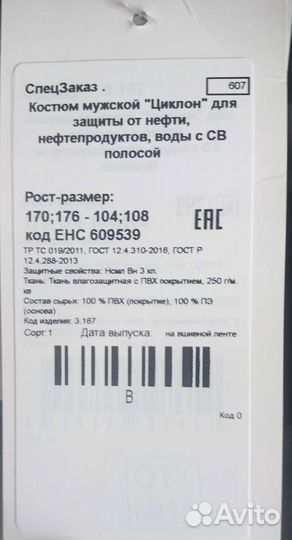 СпецЗаказ .
607
Костюм мужской "Циклон" для
защиты от нефти,
нефтепродуктов, воды с СВ
полосой
Рост-размер:
170;176 - 104;108
код ЕНС 609539
ЕАС
ТР ТС 019/2011, ГОСТ 12.4.310-2016, ГОСТ Р
12.4.288-2013
Защитные свойства: Нсмл Вн 3 кл.
Ткань: Ткань влагозащитная с ПВХ покрытием, 250 г/м.
кв
Состав сырья: 100 % ПВХ (покрытие), 100 % ПЭ
(основа)
Код изделия: 3.167
Сорт 1 Дата выпуска: на вшивной ленте
В
Код 0
ОТК
Avito